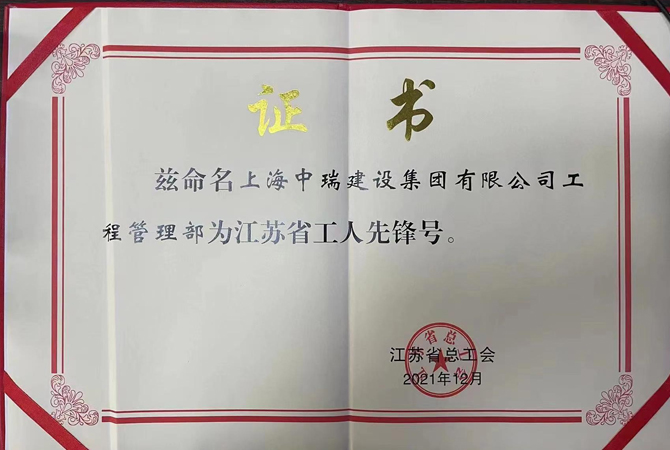 证 书
兹命名上海中瑞建设集团有限公司工
程管理部为江苏省工人先锋号。
江苏省总工会
2021年12月